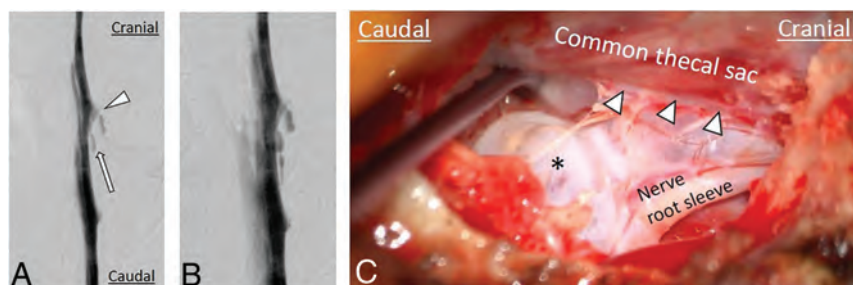 Cranial
Caudal
A
B
Caudal
Cranial
Common thecal sac
*
Nerve
root sleeve
C